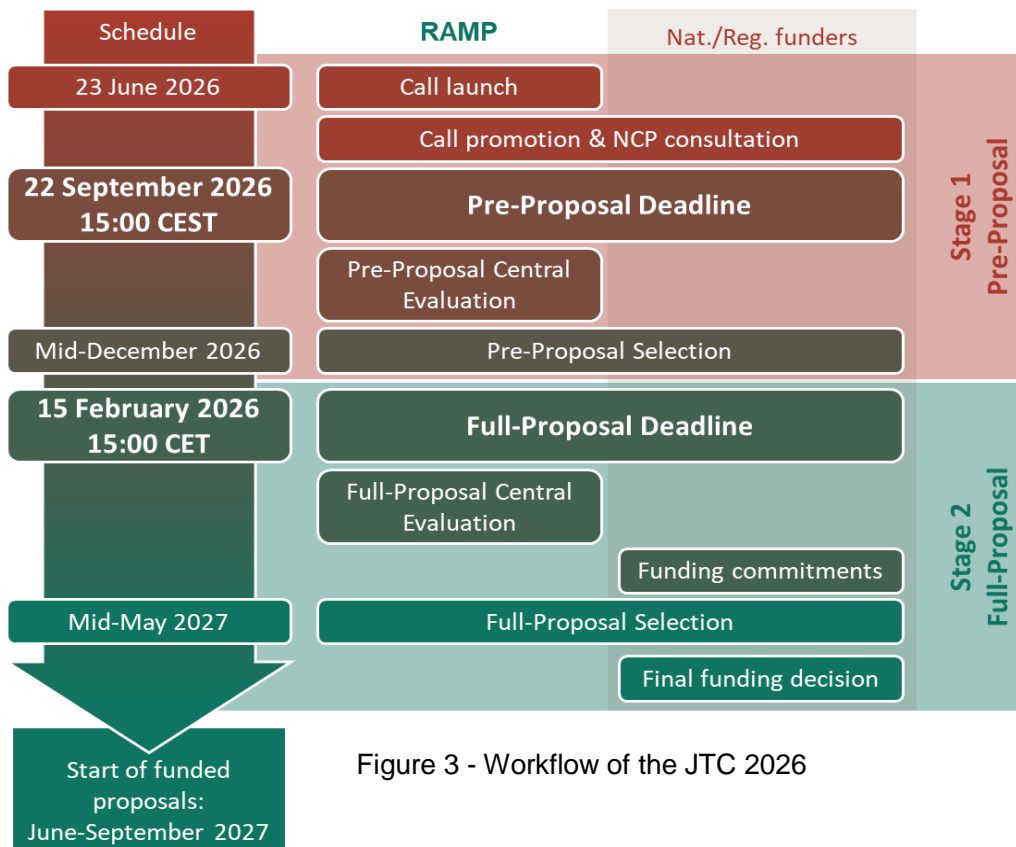 Schedule
RAMP
Nat./Reg. funders
23 June 2026
Call launch
Call promotion & NCP consultation
22 September 2026
15:00 CEST
Pre-Proposal Deadline
Pre-Proposal Central
Evaluation
Mid-December 2026
Pre-Proposal Selection
Stage 1
Pre-Proposal
15 February 2026
15:00 CET
Full-Proposal Deadline
Full-Proposal Central
Evaluation
Funding commitments
Mid-May 2027
Full-Proposal Selection
Final funding decision
Stage 2
Full-Proposal
Start of funded
proposals:
June-September 2027
Figure 3 - Workflow of the JTC 2026